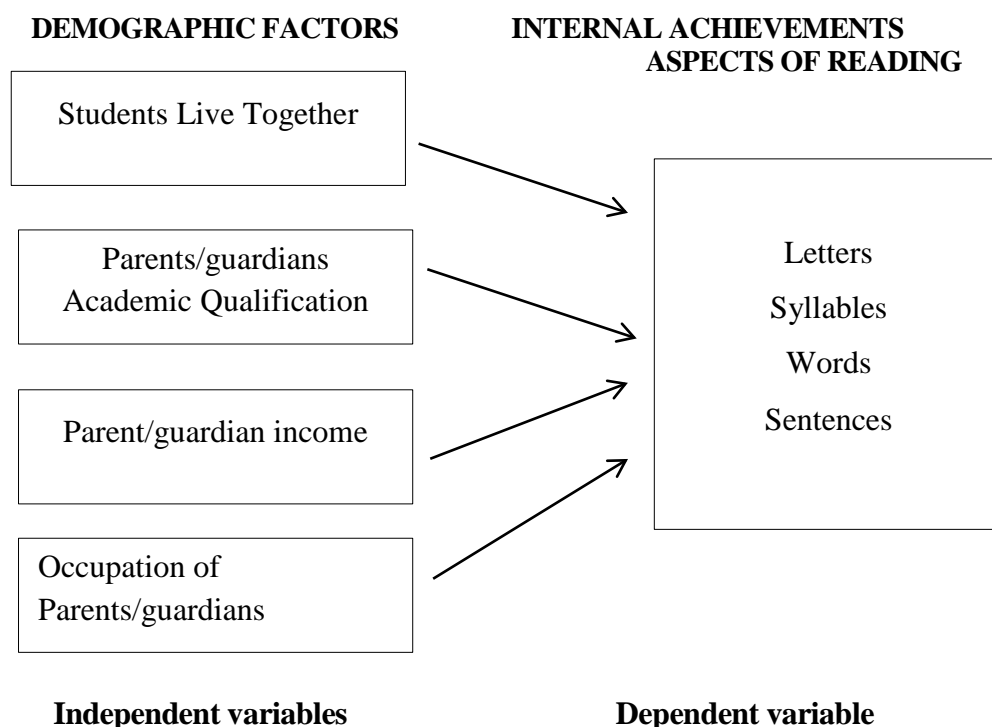 DEMOGRAPHIC FACTORS
INTERNAL ACHIEVEMENTS
ASPECTS OF READING
Students Live Together
Parents/guardians
Academic Qualification
Parent/guardian income
Occupation of
Parents/guardians
Letters
Syllables
Words
Sentences
Independent variables
Dependent variable